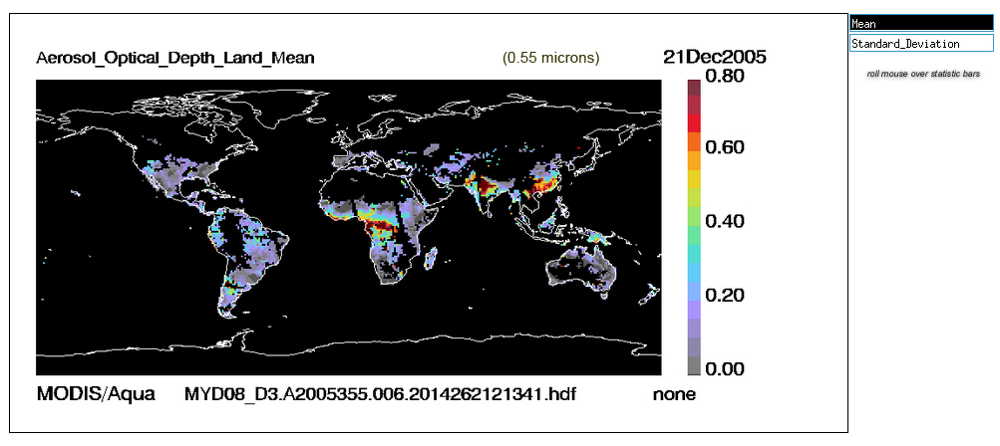 Aerosol_Optical_Depth_Land_Mean (0.55 microns) 21Dec2005
0.80
0.60
0.40
0.20
0.00
MODIS/Aqua MYD08_D3.A2005355.006.2014262121341.hdf none
Mean
Standard_Deviation
roll mouse over statistic bars